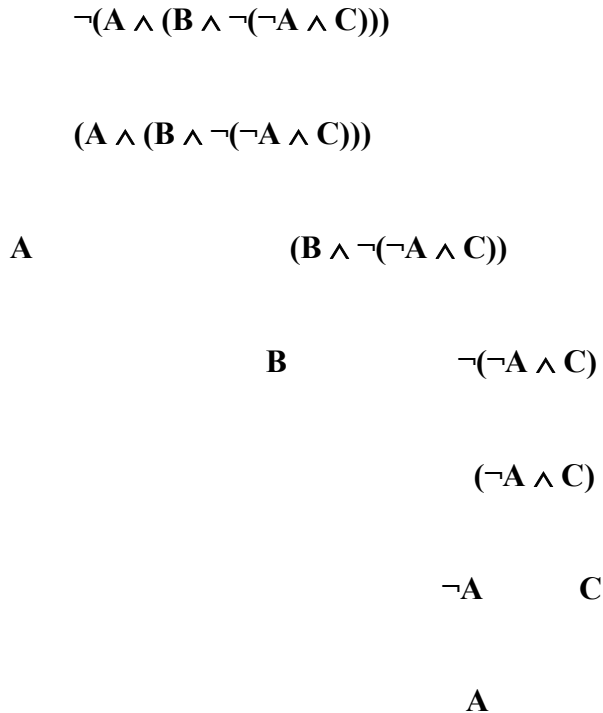 ¬(A ∧ (B ∧ ¬(¬A ∧ C)))
(A ∧ (B ∧ ¬(¬A ∧ C)))
A (B ∧ ¬(¬A ∧ C))
B ¬(¬A ∧ C)
(¬A ∧ C)
¬A C
A